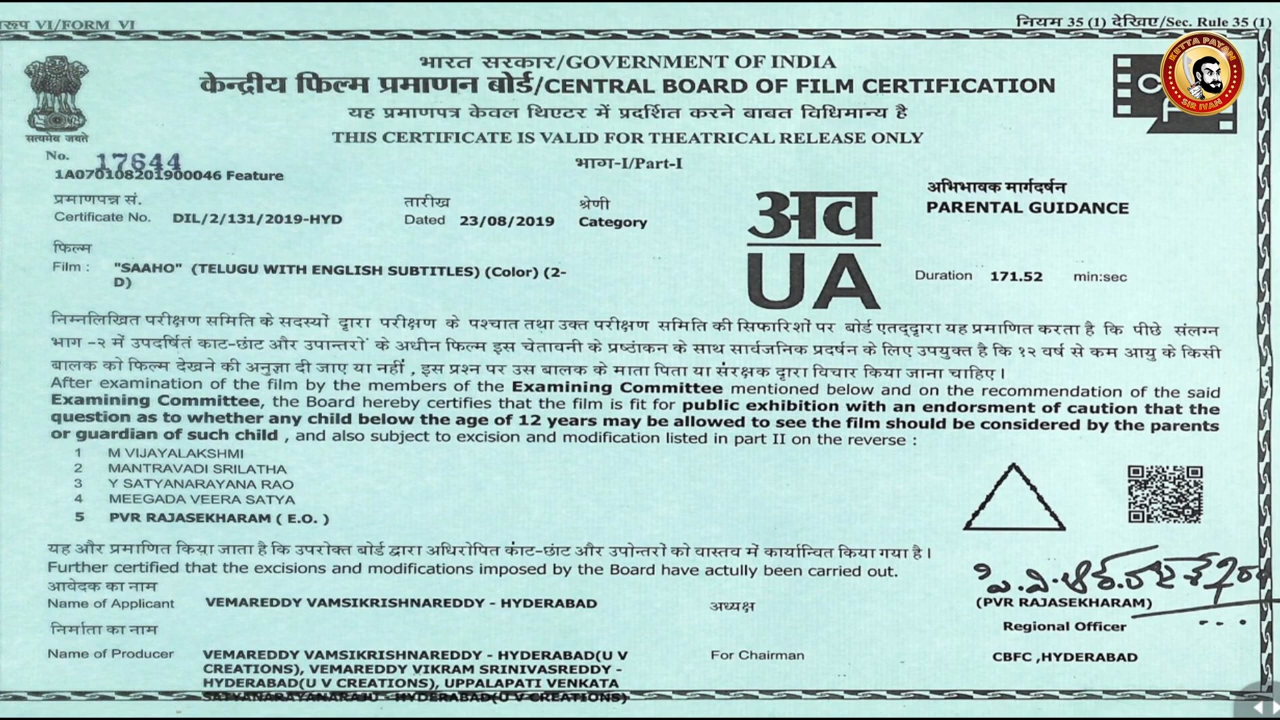 रूप VI/FORM VI
नियम 35 (1) देखिए/Sec. Rule 35 (1)
भारत सरकार/GOVERNMENT OF INDIA
केन्द्रीय फिल्म प्रमाणन बोर्ड/CENTRAL BOARD OF FILM CERTIFICATION
यह प्रमाणपत्र केवल थिएटर में प्रदर्शित करने बाबत विधिमान्य है
THIS CERTIFICATE IS VALID FOR THEATRICAL RELEASE ONLY
भाग-I/Part-I
KETTA PAYAN
SIR IVAN
सत्यमेव जयते
No. 17644
1A070108201900046 Feature
प्रमाणपत्र सं.
Certificate No. DIL/2/131/2019-HYD
तारीख
Dated 23/08/2019
श्रेणी
Category
अव
UA
अभिभावक मार्गदर्षन
PARENTAL GUIDANCE
फिल्म
Film : "SAAHO" (TELUGU WITH ENGLISH SUBTITLES) (Color) (2-
D)
Duration 171.52 min:sec
निम्नलिखित परीक्षण समिति के सदस्यों द्वारा परीक्षण के पश्चात तथा उक्त परीक्षण समिति की सिफारिशों पर बोर्ड एतद्द्वारा यह प्रमाणित करता है कि पीछे संलग्न
भाग -२ में उपदर्षित काट-छाट और उपान्तरों के अधीन फिल्म इस चेतावनी के प्रष्ठांकन के साथ सार्वजनिक प्रदर्षन के लिए उपयुक्त है कि १२ वर्ष से कम आयु के किसी
बालक को फिल्म देखने की अनुज्ञा दी जाए या नहीं , इस प्रश्न पर उस बालक के माता पिता या संरक्षक द्वारा विचार किया जाना चाहिए।
After examination of the film by the members of the Examining Committee mentioned below and on the recommendation of the said
Examining Committee, the Board hereby certifies that the film is fit for public exhibition with an endorsment of caution that the
question as to whether any child below the age of 12 years may be allowed to see the film should be considered by the parents
or guardian of such child , and also subject to excision and modification listed in part II on the reverse :
1 M VIJAYALAKSHMI
2 MANTRAVADI SRILATHA
3 Y SATYANARAYANA RAO
4 MEEGADA VEERA SATYA
5 PVR RAJASEKHARAM ( E.O. )
यह और प्रमाणित किया जाता है कि उपरोक्त बोर्ड द्वारा अधिरोपित काट-छांट और उपोन्तरों को वास्तव में कार्यान्वित किया गया है।
Further certified that the excisions and modifications imposed by the Board have actully been carried out.
आवेदक का नाम
Name of Applicant VEMAREDDY VAMSIKRISHNAREDDY - HYDERABAD
अध्यक्ष
(PVR RAJASEKHARAM)
Regional Officer
निर्माता का नाम
Name of Producer VEMAREDDY VAMSIKRISHNAREDDY - HYDERABAD(U V
CREATIONS), VEMAREDDY VIKRAM SRINIVASREDDY -
HYDERABAD(U V CREATIONS), UPPALAPATI VENKATA
SATYANARAYANARAJU - HYDERABAD(U V CREATIONS)
For Chairman
CBFC ,HYDERABAD